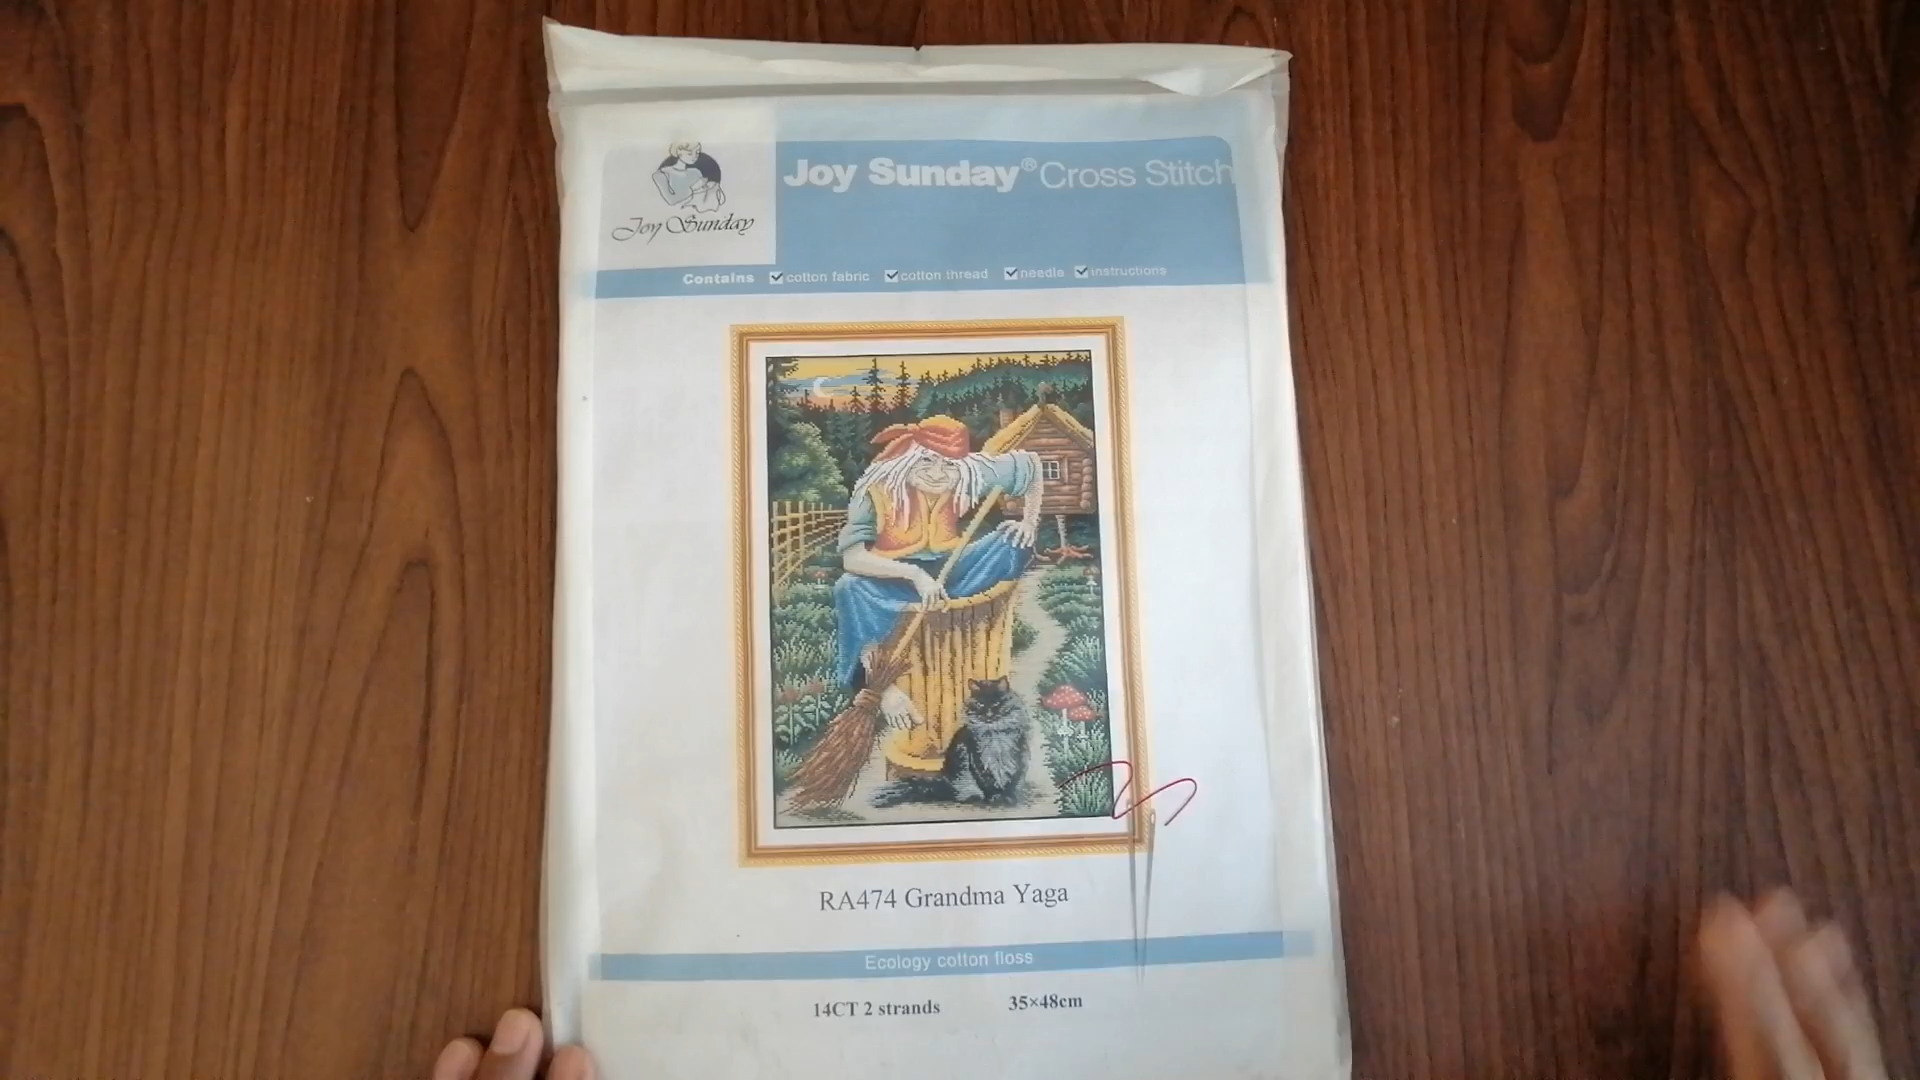 Joy Sunday® Cross Stitch
Joy Sunday
Contains cotton fabric cotton thread needle instructions
RA474 Grandma Yaga
Ecology cotton floss
14CT 2 strands 35×48cm